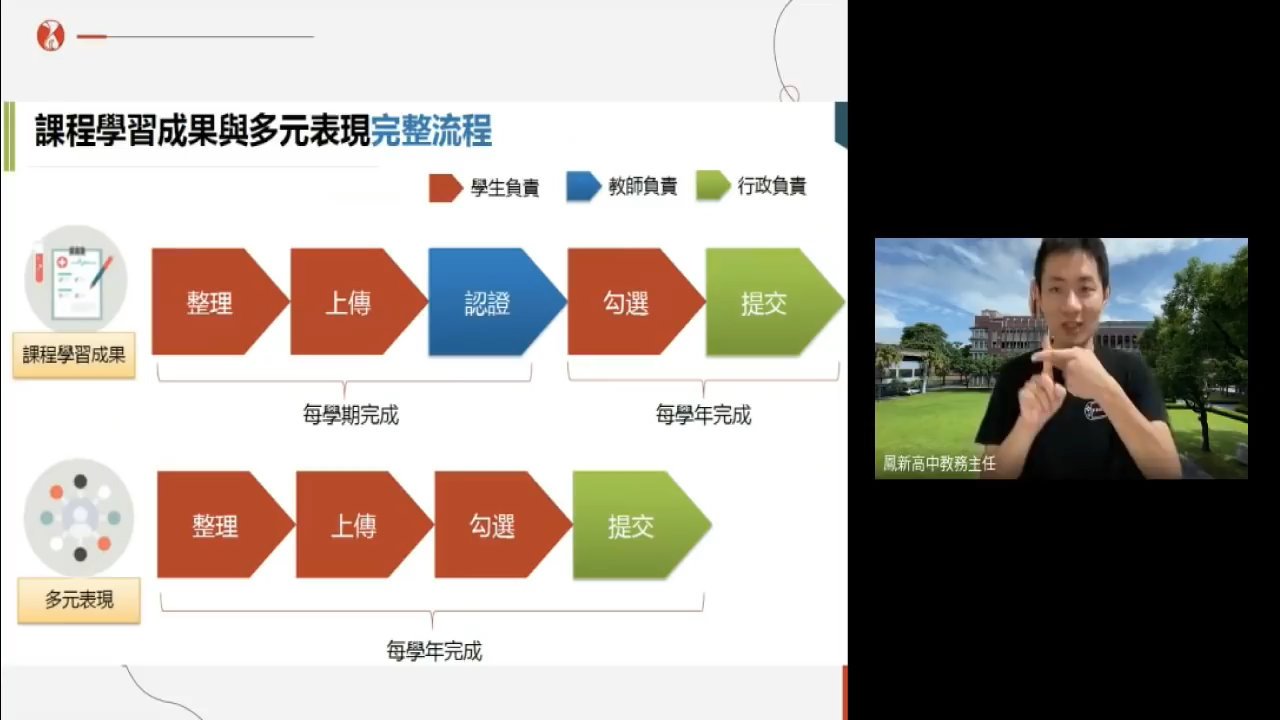 課程學習成果與多元表現完整流程
學生負責 教師負責 行政負責
整理 上傳 認證 勾選 提交
課程學習成果
每學期完成 每學年完成
整理 上傳 勾選 提交
多元表現
每學年完成
鳳新高中教務主任